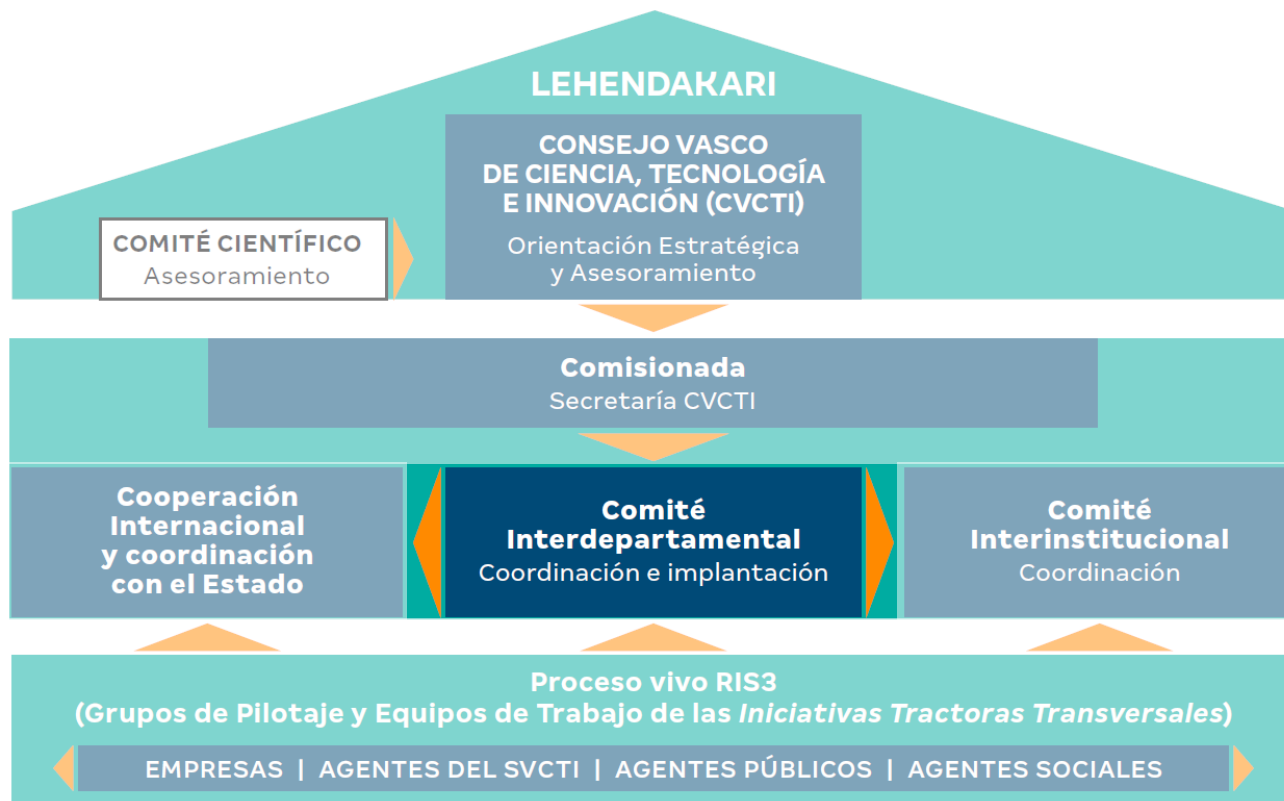 LEHENDAKARI
CONSEJO VASCO
DE CIENCIA, TECNOLOGÍA
E INNOVACIÓN (CVCTI)
Orientación Estratégica
y Asesoramiento
COMITÉ CIENTÍFICO
Asesoramiento
Comisionada
Secretaría CVCTI
Cooperación
Internacional
y coordinación
con el Estado
Comité
Interdepartamental
Coordinación e implantación
Comité
Interinstitucional
Coordinación
Proceso vivo RIS3
(Grupos de Pilotaje y Equipos de Trabajo de las Iniciativas Tractoras Transversales)
EMPRESAS | AGENTES DEL SVCTI | AGENTES PÚBLICOS | AGENTES SOCIALES